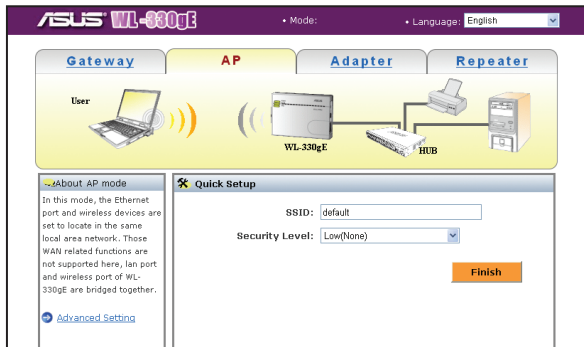 ASUS WL-330gE
• Mode:
• Language: English
Gateway AP Adapter Repeater
User
WL-330gE
HUB
About AP mode
In this mode, the Ethernet
port and wireless devices are
set to locate in the same
local area network. Those
WAN related functions are
not supported here, lan port
and wireless port of WL-
330gE are bridged together.
Advanced Setting
Quick Setup
SSID: default
Security Level: Low(None)
Finish